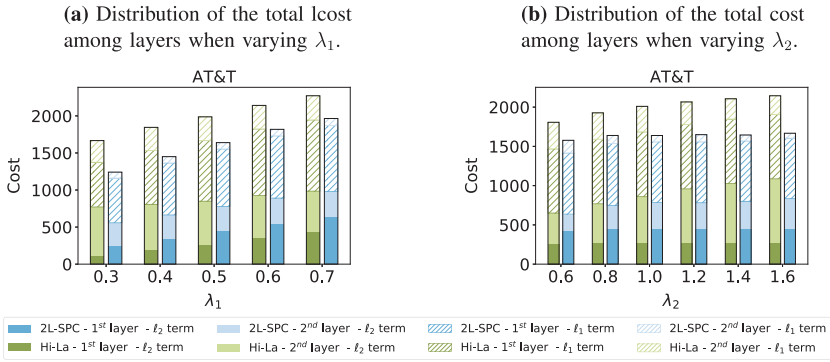 (a) Distribution of the total lcost
among layers when varying λ₁.
AT&T
Cost
2000
1500
1000
500
0
0.3 0.4 0.5 0.6 0.7
λ₁
(b) Distribution of the total cost
among layers when varying λ₂.
AT&T
Cost
2000
1500
1000
500
0
0.6 0.8 1.0 1.2 1.4 1.6
λ₂
2L-SPC - 1ˢᵗ layer - ℓ₂ term 2L-SPC - 2ⁿᵈ layer - ℓ₂ term 2L-SPC - 1ˢᵗ layer - ℓ₁ term 2L-SPC - 2ⁿᵈ layer - ℓ₁ term
Hi-La - 1ˢᵗ layer - ℓ₂ term Hi-La - 2ⁿᵈ layer - ℓ₂ term Hi-La - 1ˢᵗ layer - ℓ₁ term Hi-La - 2ⁿᵈ layer - ℓ₁ term